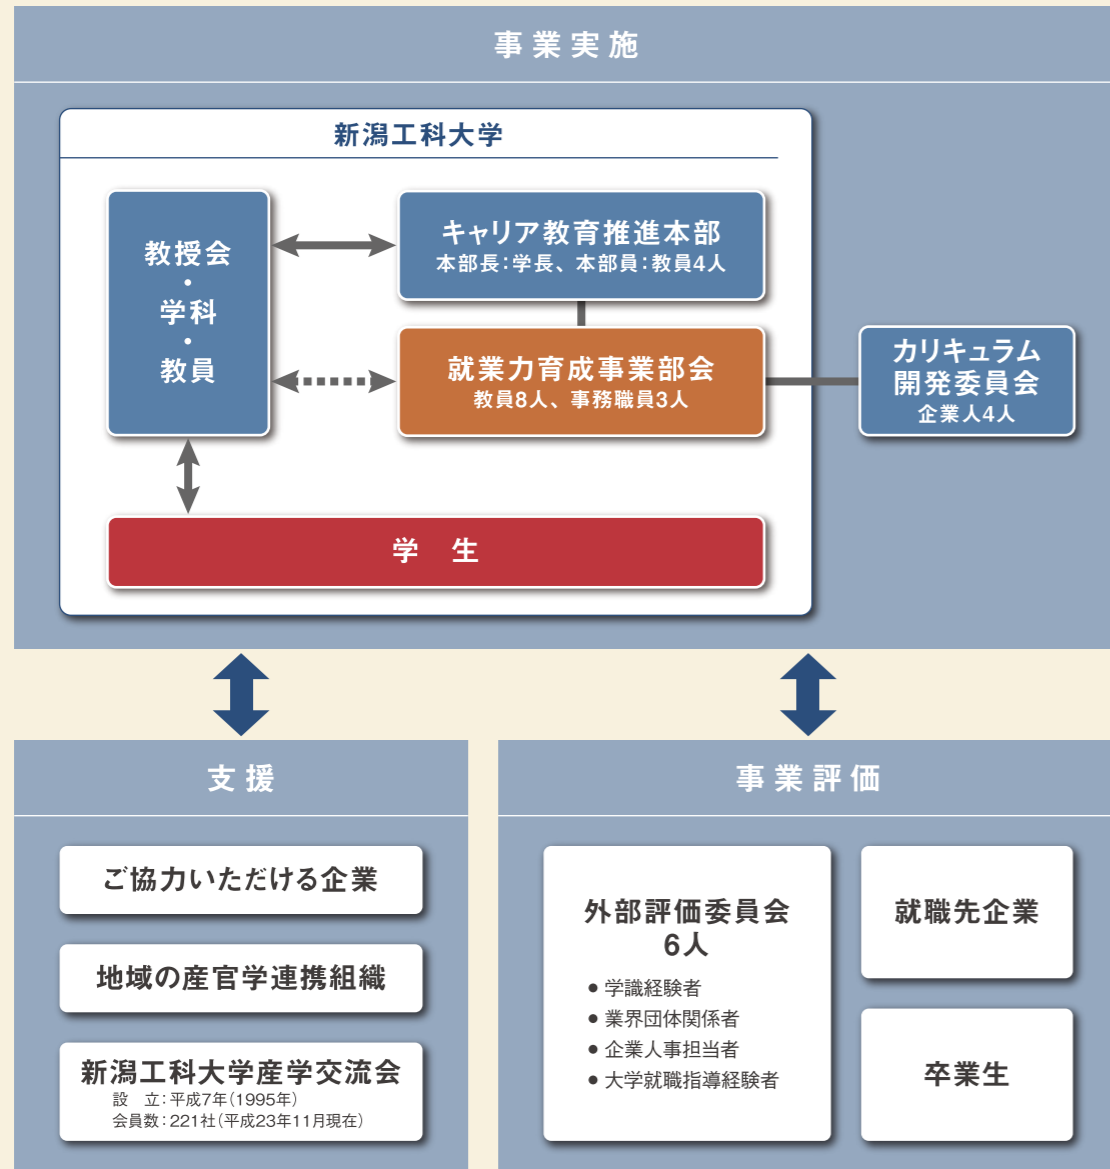 事業実施
新潟工科大学
教授会
・
学科
・
教員
キャリア教育推進本部
本部長：学長、本部員：教員4人
就業力育成事業部会
教員8人、事務職員3人
カリキュラム
開発委員会
企業人4人
学　生
支援
ご協力いただける企業
地域の産官学連携組織
新潟工科大学産学交流会
設　立：平成7年（1995年）
会員数：221社（平成23年11月現在）
事業評価
外部評価委員会
6人
● 学識経験者
● 業界団体関係者
● 企業人事担当者
● 大学就職指導経験者
就職先企業
卒業生